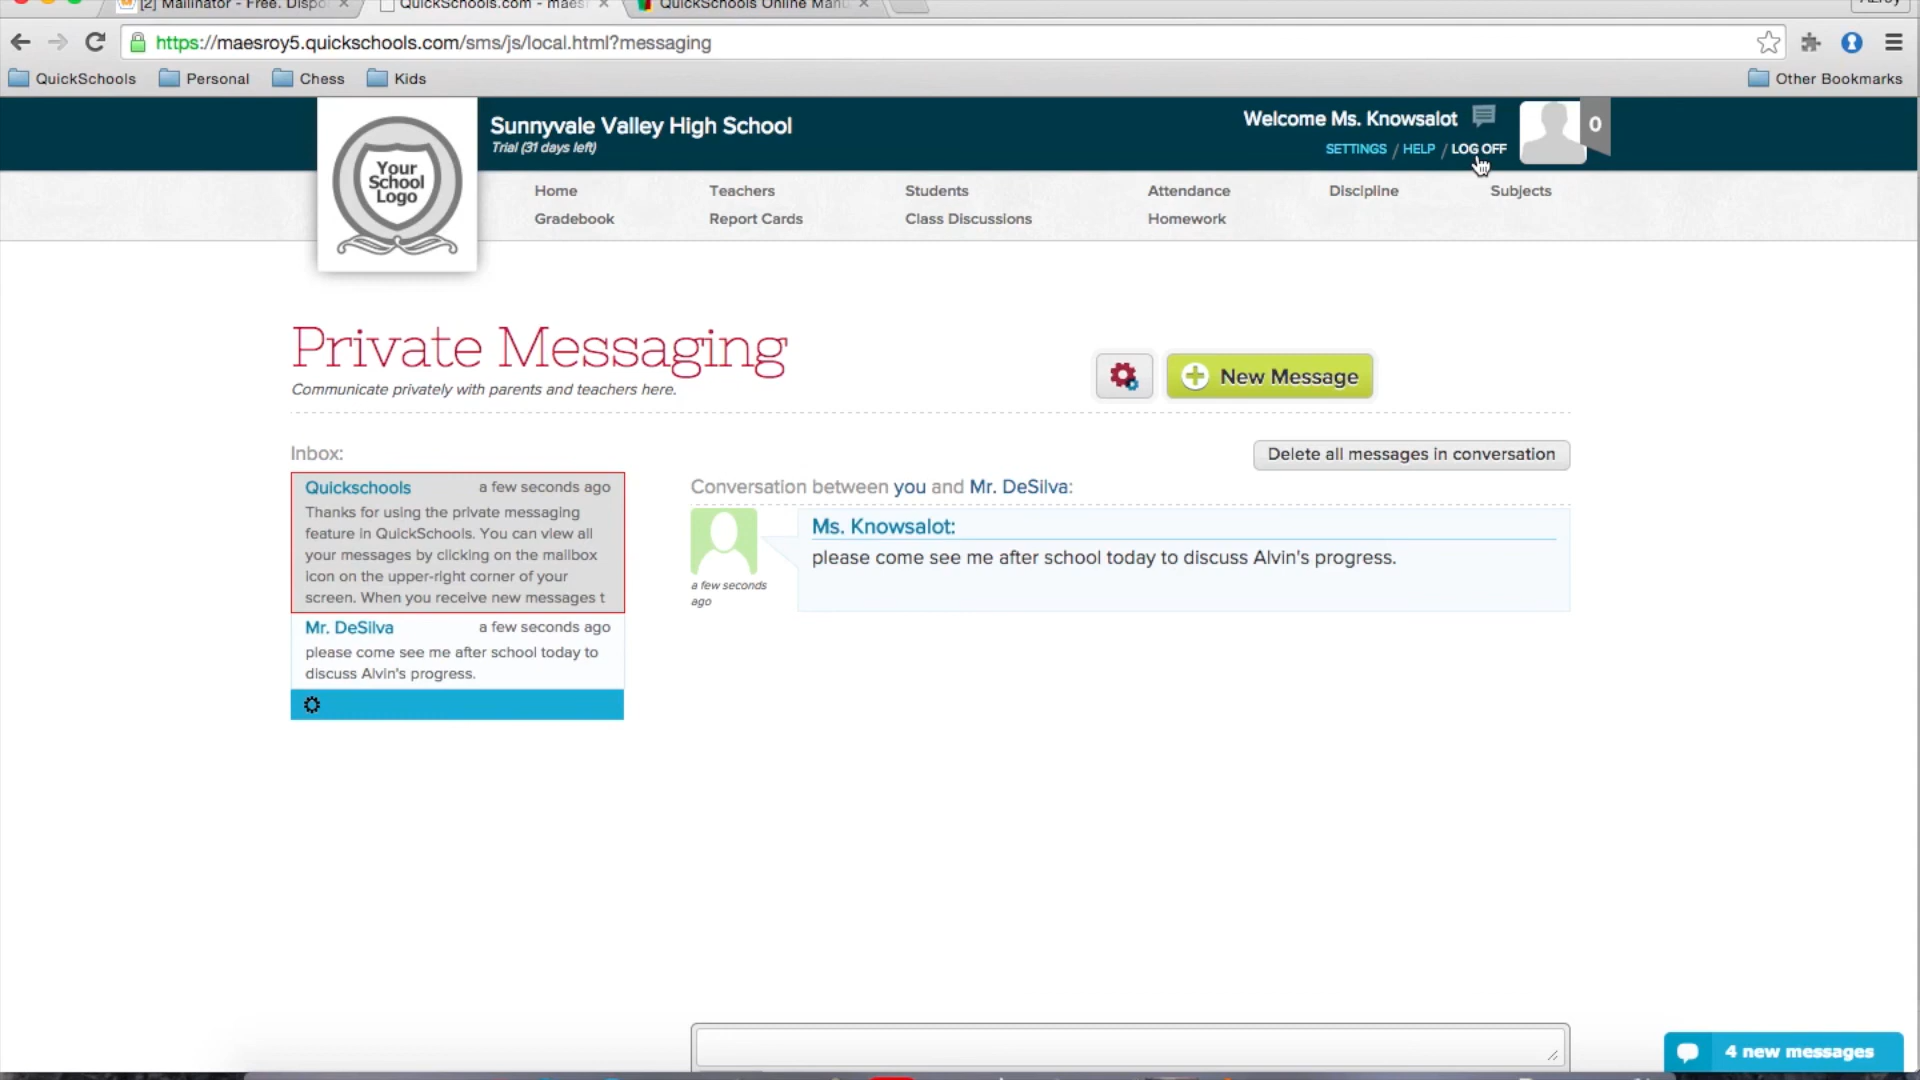 [2] Mailinator - Free. Dispo
QuickSchools.com - maesr
QuickSchools Online Manu
Azroy
https://maesroy5.quickschools.com/sms/js/local.html?messaging
QuickSchools
Personal
Chess
Kids
Other Bookmarks
Your
School
Logo
Sunnyvale Valley High School
Trial (31 days left)
Welcome Ms. Knowsalot
SETTINGS / HELP / LOG OFF
0
Home
Teachers
Students
Attendance
Discipline
Subjects
Gradebook
Report Cards
Class Discussions
Homework
Private Messaging
Communicate privately with parents and teachers here.
New Message
Inbox:
Delete all messages in conversation
Quickschools a few seconds ago
Thanks for using the private messaging
feature in QuickSchools. You can view all
your messages by clicking on the mailbox
icon on the upper-right corner of your
screen. When you receive new messages t
Mr. DeSilva a few seconds ago
please come see me after school today to
discuss Alvin's progress.
Conversation between you and Mr. DeSilva:
Ms. Knowsalot:
please come see me after school today to discuss Alvin's progress.
a few seconds
ago
4 new messages